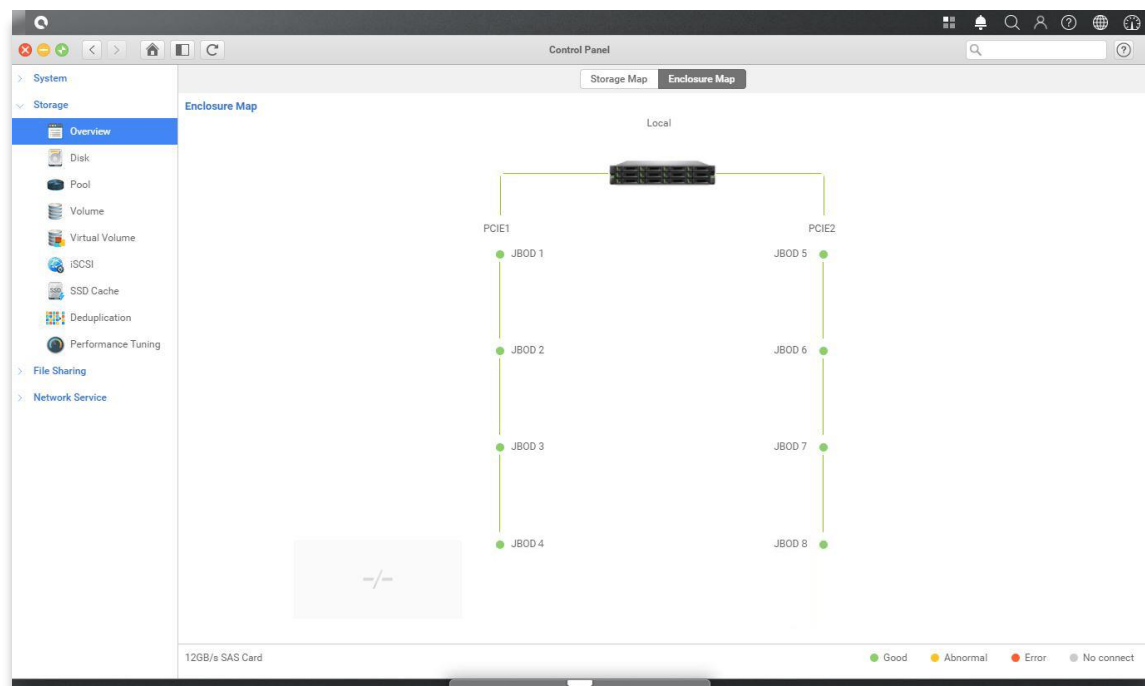 Control Panel
System
Storage
Overview
Disk
Pool
Volume
Virtual Volume
iSCSI
SSD Cache
Deduplication
Performance Tuning
File Sharing
Network Service
Storage Map Enclosure Map
Enclosure Map
Local
PCIE1 PCIE2
JBOD 1 JBOD 5
JBOD 2 JBOD 6
JBOD 3 JBOD 7
JBOD 4 JBOD 8
-/-
12GB/s SAS Card Good Abnormal Error No connect